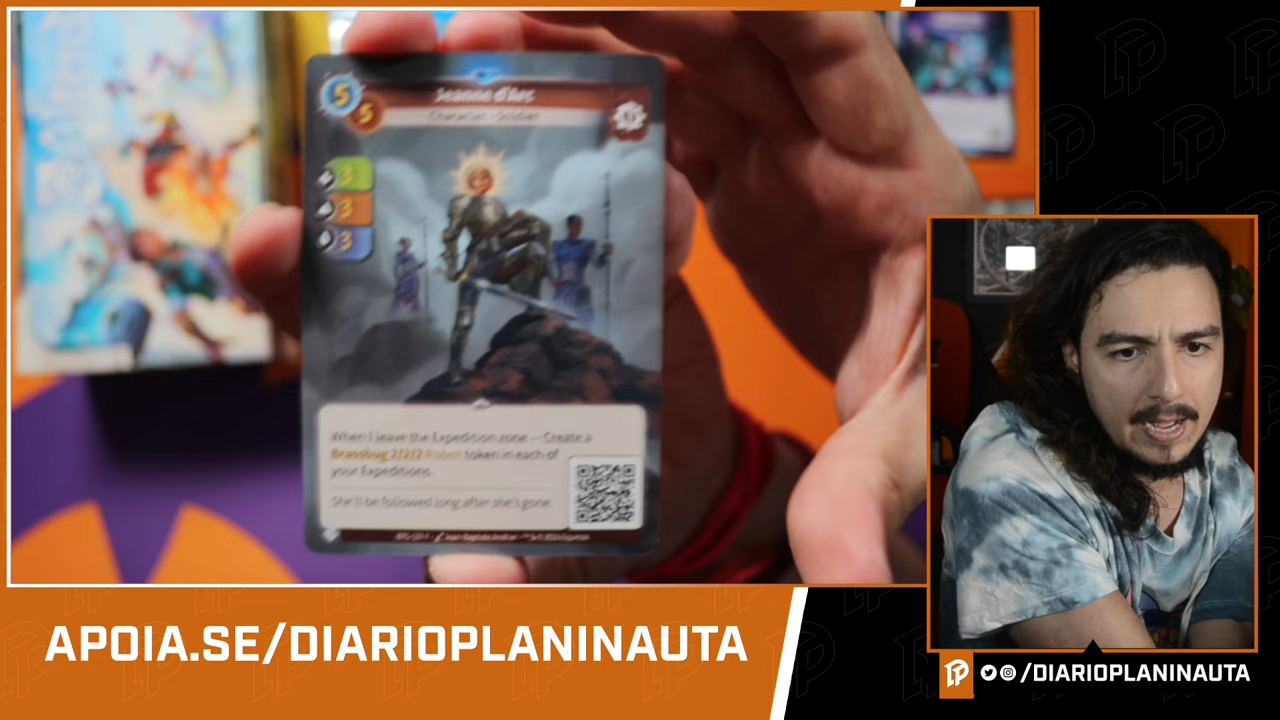 5
Jeanne d'Arc
5
Character - Soldier
3
3
3
When I leave the Expedition zone — Create a
Brassbug 2/2/2 Robot token in each of
your Expeditions.
She'll be followed long after she's gone.
APOIA.SE/DIARIOPLANINAUTA
/DIARIOPLANINAUTA